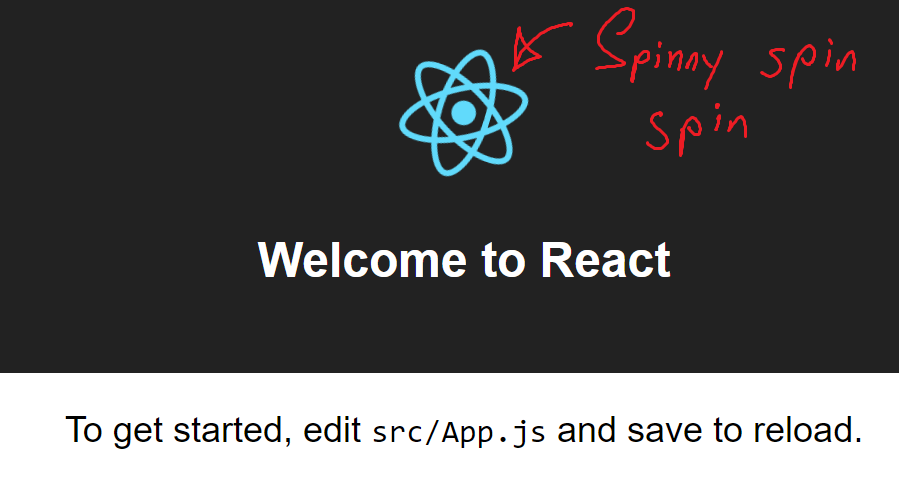 Spinny spin
spin
Welcome to React
To get started, edit src/App.js and save to reload.